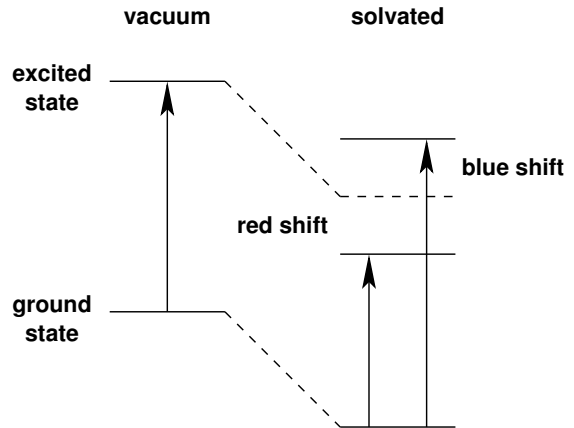 vacuum
solvated
excited
state
blue shift
red shift
ground
state